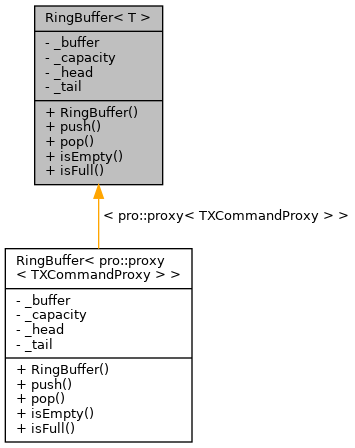 RingBuffer< T >
- _buffer
- _capacity
- _head
- _tail
+ RingBuffer()
+ push()
+ pop()
+ isEmpty()
+ isFull()
< pro::proxy< TXCommandProxy > >
RingBuffer< pro::proxy
< TXCommandProxy > >
- _buffer
- _capacity
- _head
- _tail
+ RingBuffer()
+ push()
+ pop()
+ isEmpty()
+ isFull()